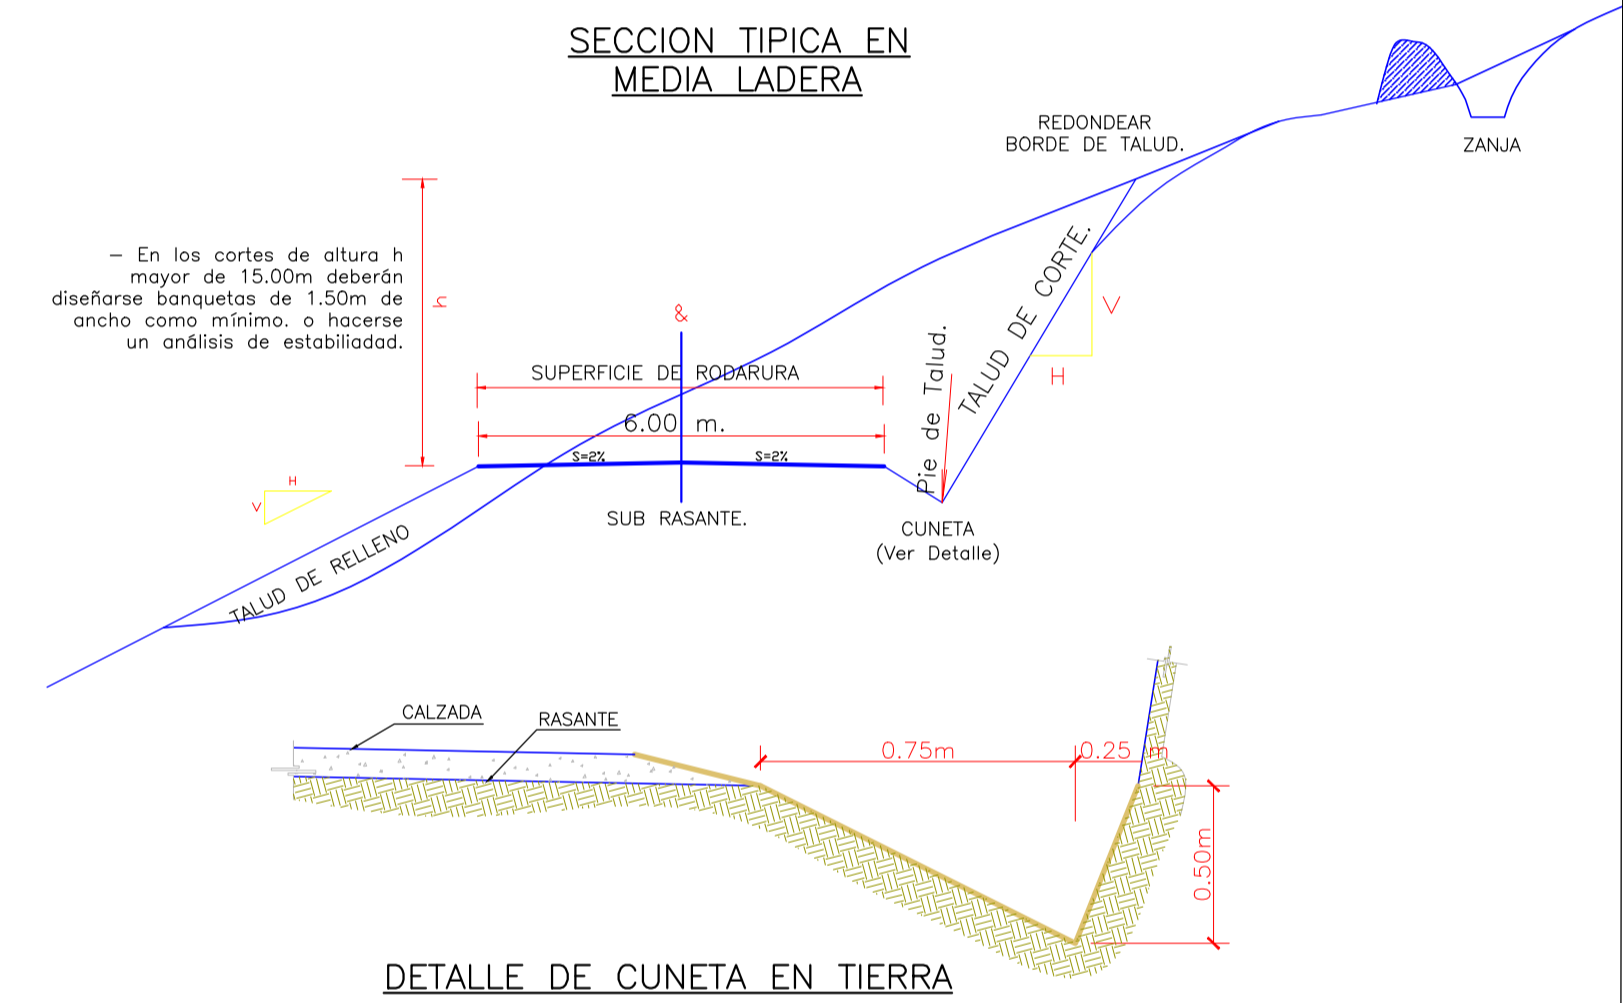 SECCION TIPICA EN
MEDIA LADERA
REDONDEAR
BORDE DE TALUD.
ZANJA
– En los cortes de altura h
mayor de 15.00m deberán
diseñarse banquetas de 1.50m de
ancho como mínimo. o hacerse
un análisis de estabiliadad.
h
&
SUPERFICIE DE RODARURA
6.00 m.
S=2%
S=2%
Pie de Talud.
TALUD DE CORTE.
V
H
H
V
SUB RASANTE.
CUNETA
(Ver Detalle)
TALUD DE RELLENO
CALZADA
RASANTE
0.75m
0.25 m
0.50m
DETALLE DE CUNETA EN TIERRA